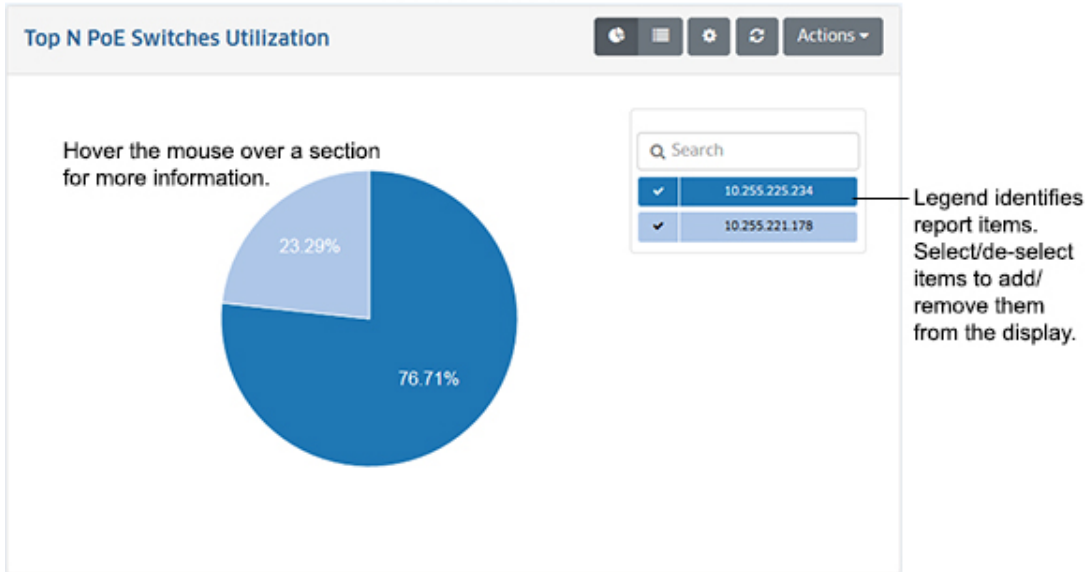 Top N PoE Switches Utilization
Actions
Hover the mouse over a section
for more information.
Search
10.255.225.234
10.255.221.178
23.29%
76.71%
Legend identifies
report items.
Select/de-select
items to add/
remove them
from the display.